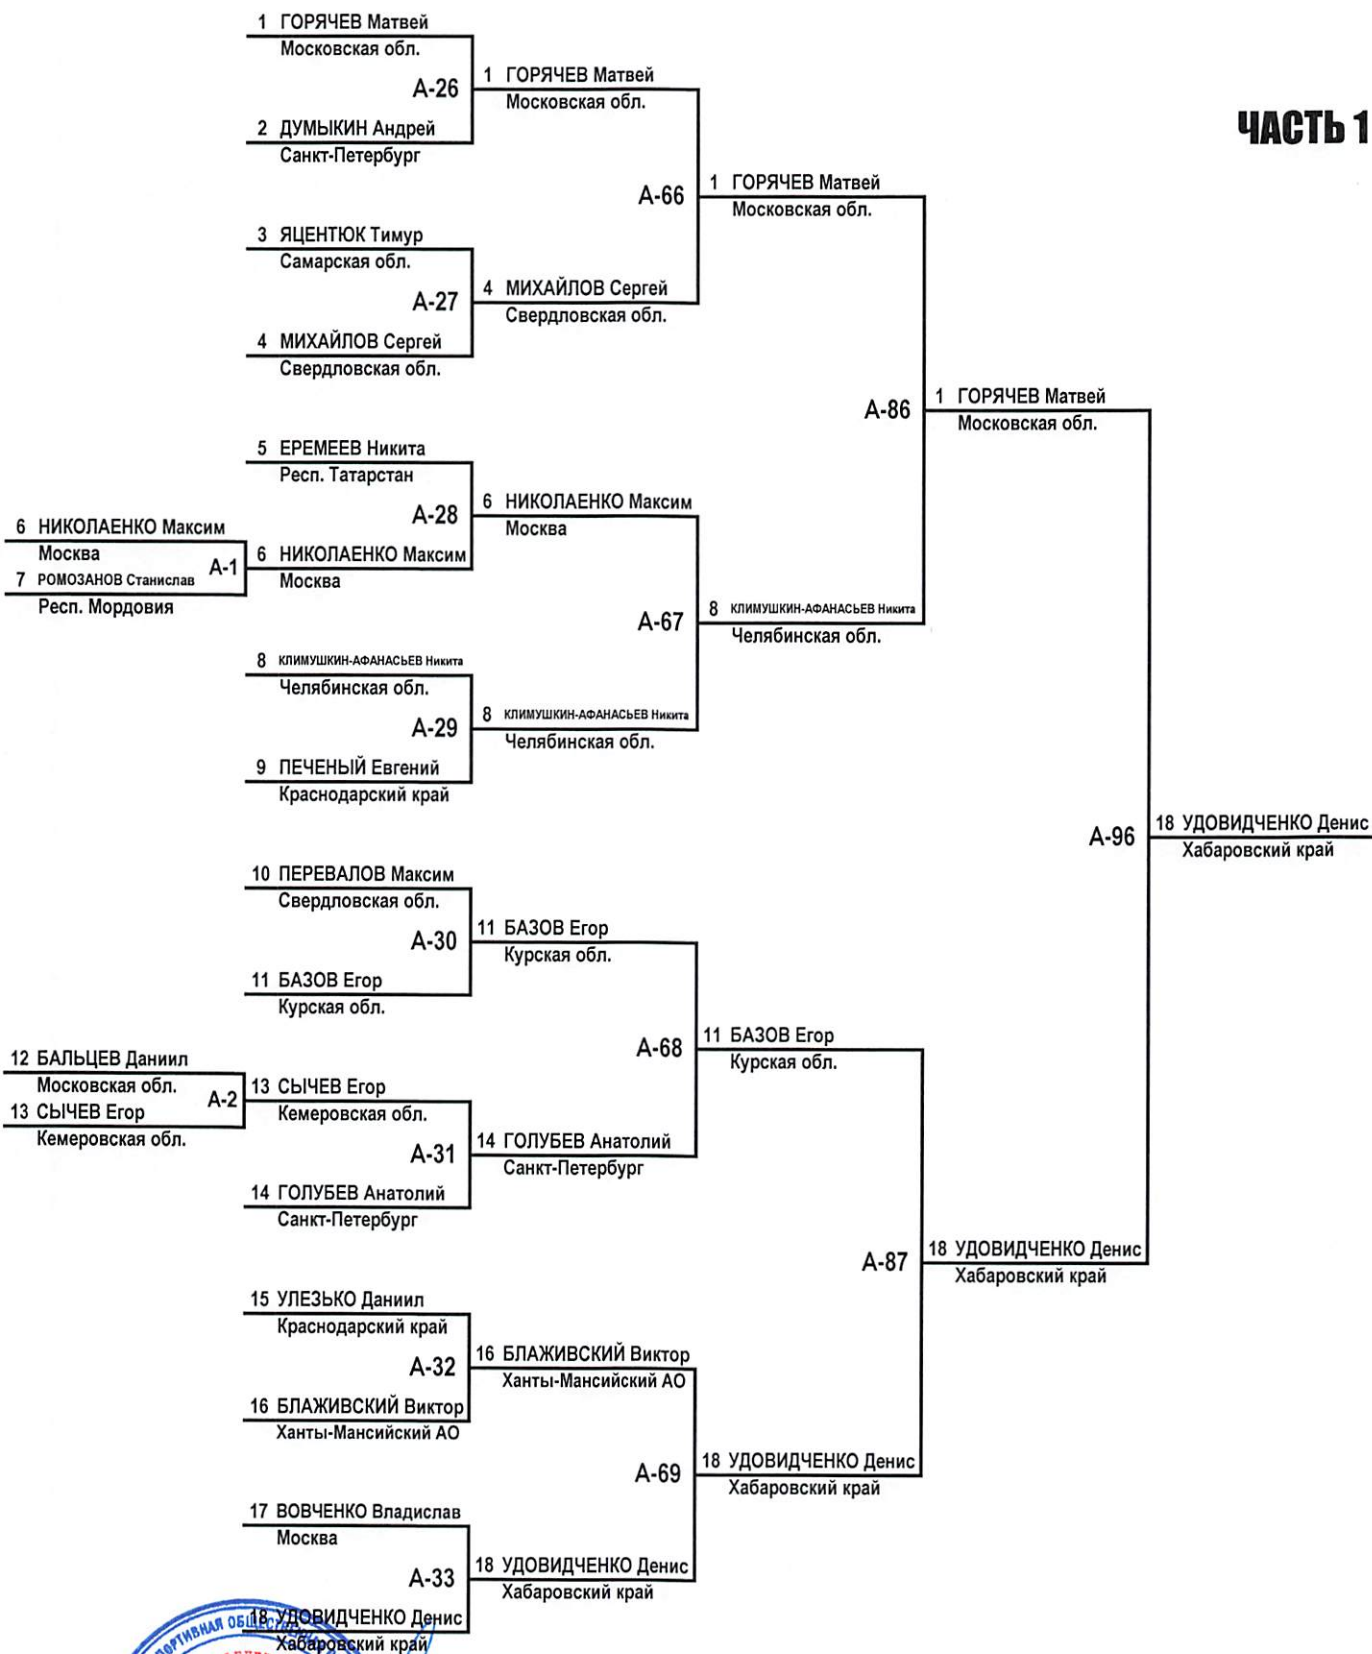 ЧАСТЬ 1
1 ГОРЯЧЕВ Матвей
Московская обл.
А-26
2 ДУМЫКИН Андрей
Санкт-Петербург
1 ГОРЯЧЕВ Матвей
Московская обл.
А-66
1 ГОРЯЧЕВ Матвей
Московская обл.
3 ЯЦЕНТЮК Тимур
Самарская обл.
А-27
4 МИХАЙЛОВ Сергей
Свердловская обл.
4 МИХАЙЛОВ Сергей
Свердловская обл.
А-86
1 ГОРЯЧЕВ Матвей
Московская обл.
5 ЕРЕМЕЕВ Никита
Респ. Татарстан
А-28
6 НИКОЛАЕНКО Максим
Москва
6 НИКОЛАЕНКО Максим
Москва
А-1
7 РОМОЗАНОВ Станислав
Респ. Мордовия
6 НИКОЛАЕНКО Максим
Москва
А-67
8 КЛИМУШКИН-АФАНАСЬЕВ Никита
Челябинская обл.
8 КЛИМУШКИН-АФАНАСЬЕВ Никита
Челябинская обл.
А-29
8 КЛИМУШКИН-АФАНАСЬЕВ Никита
Челябинская обл.
9 ПЕЧЕНЫЙ Евгений
Краснодарский край
А-96
18 УДОВИДЧЕНКО Денис
Хабаровский край
10 ПЕРЕВАЛОВ Максим
Свердловская обл.
А-30
11 БАЗОВ Егор
Курская обл.
11 БАЗОВ Егор
Курская обл.
А-68
11 БАЗОВ Егор
Курская обл.
12 БАЛЬЦЕВ Даниил
Московская обл.
А-2
13 СЫЧЕВ Егор
Кемеровская обл.
13 СЫЧЕВ Егор
Кемеровская обл.
А-31
14 ГОЛУБЕВ Анатолий
Санкт-Петербург
14 ГОЛУБЕВ Анатолий
Санкт-Петербург
А-87
18 УДОВИДЧЕНКО Денис
Хабаровский край
15 УЛЕЗЬКО Даниил
Краснодарский край
А-32
16 БЛАЖИВСКИЙ Виктор
Ханты-Мансийский АО
16 БЛАЖИВСКИЙ Виктор
Ханты-Мансийский АО
А-69
18 УДОВИДЧЕНКО Денис
Хабаровский край
17 ВОВЧЕНКО Владислав
Москва
А-33
18 УДОВИДЧЕНКО Денис
Хабаровский край
18 УДОВИДЧЕНКО Денис
Хабаровский край